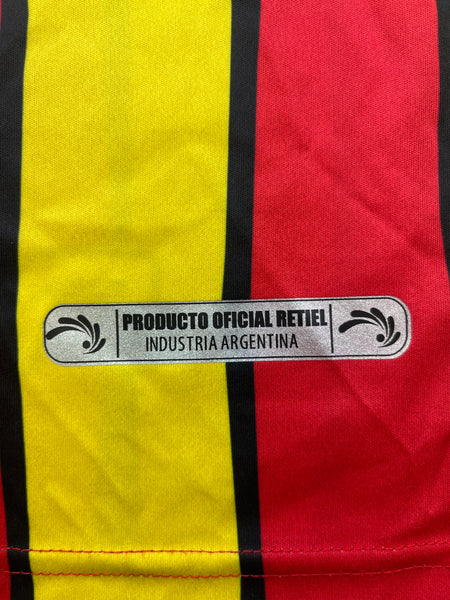 PRODUCTO OFICIAL RETIEL
INDUSTRIA ARGENTINA